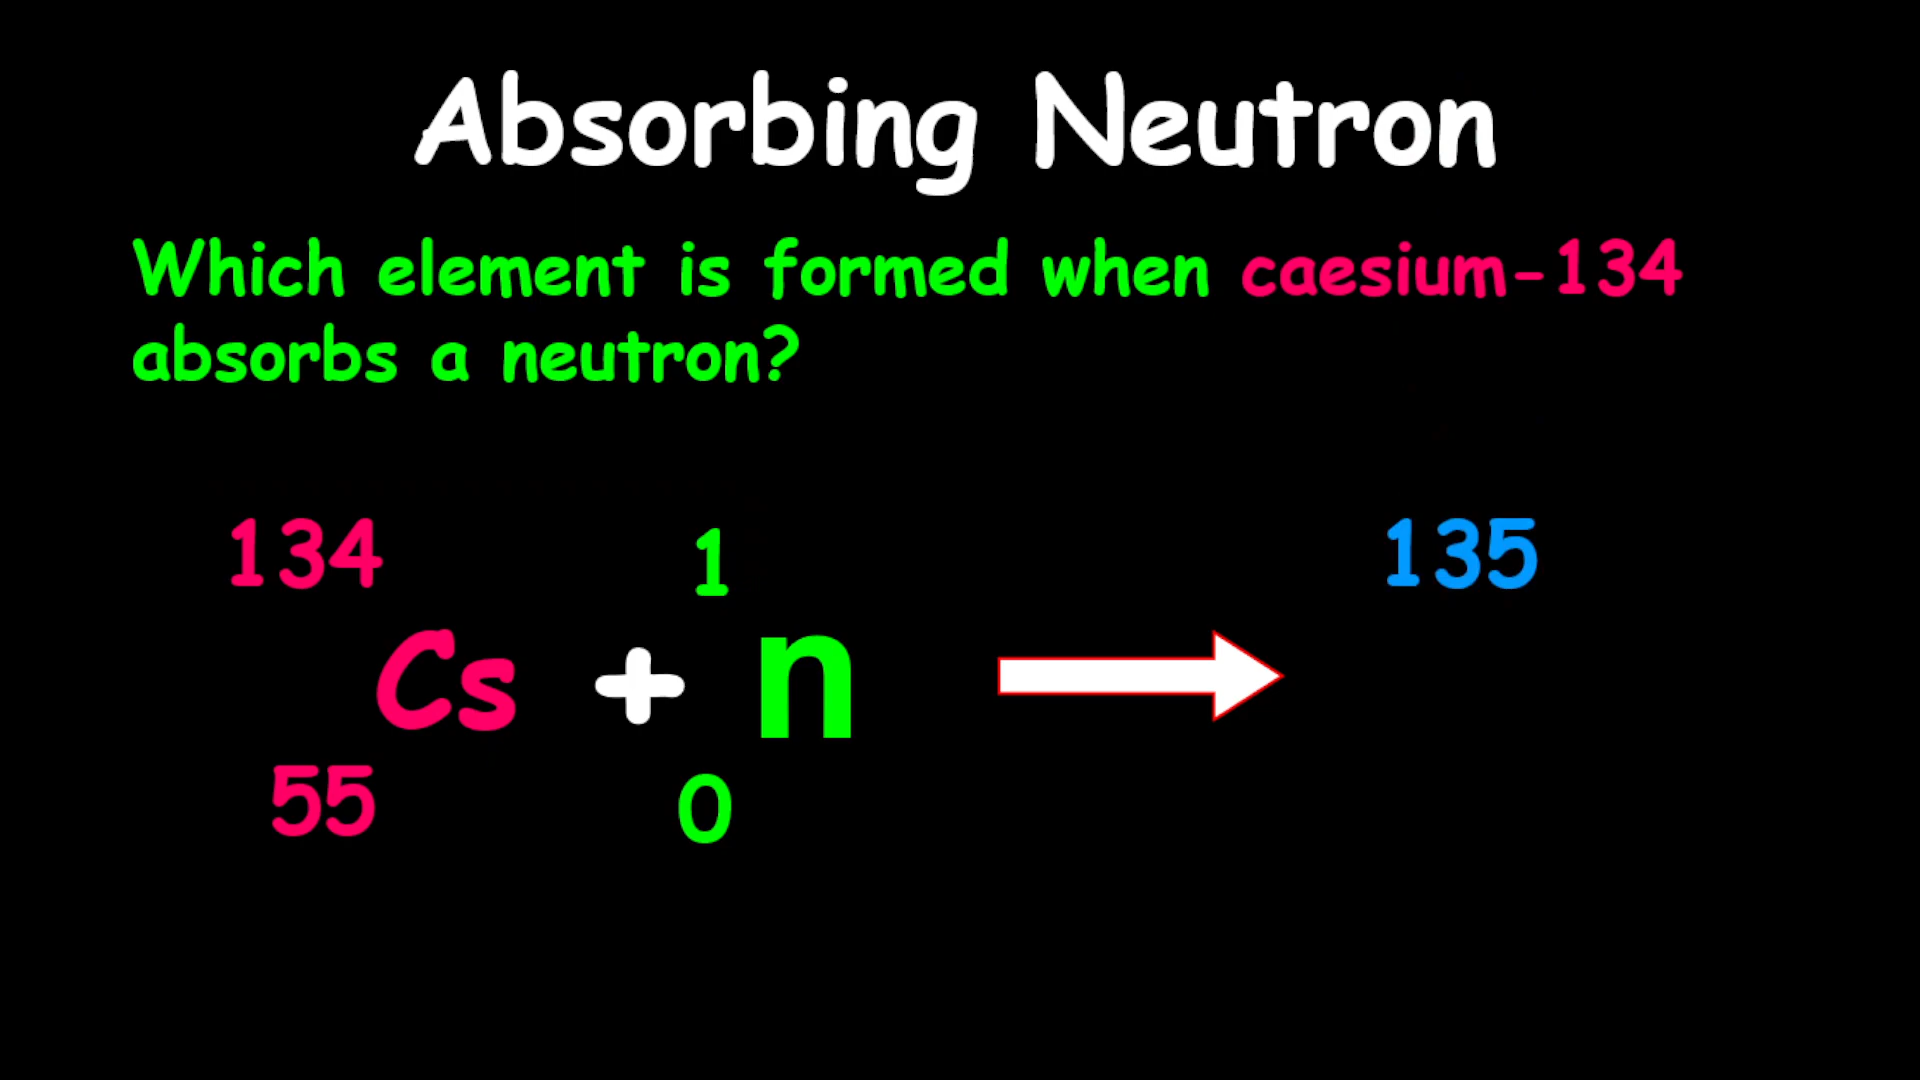 Absorbing Neutron
Which element is formed when caesium-134
absorbs a neutron?
134 1 135
Cs + n
55 0